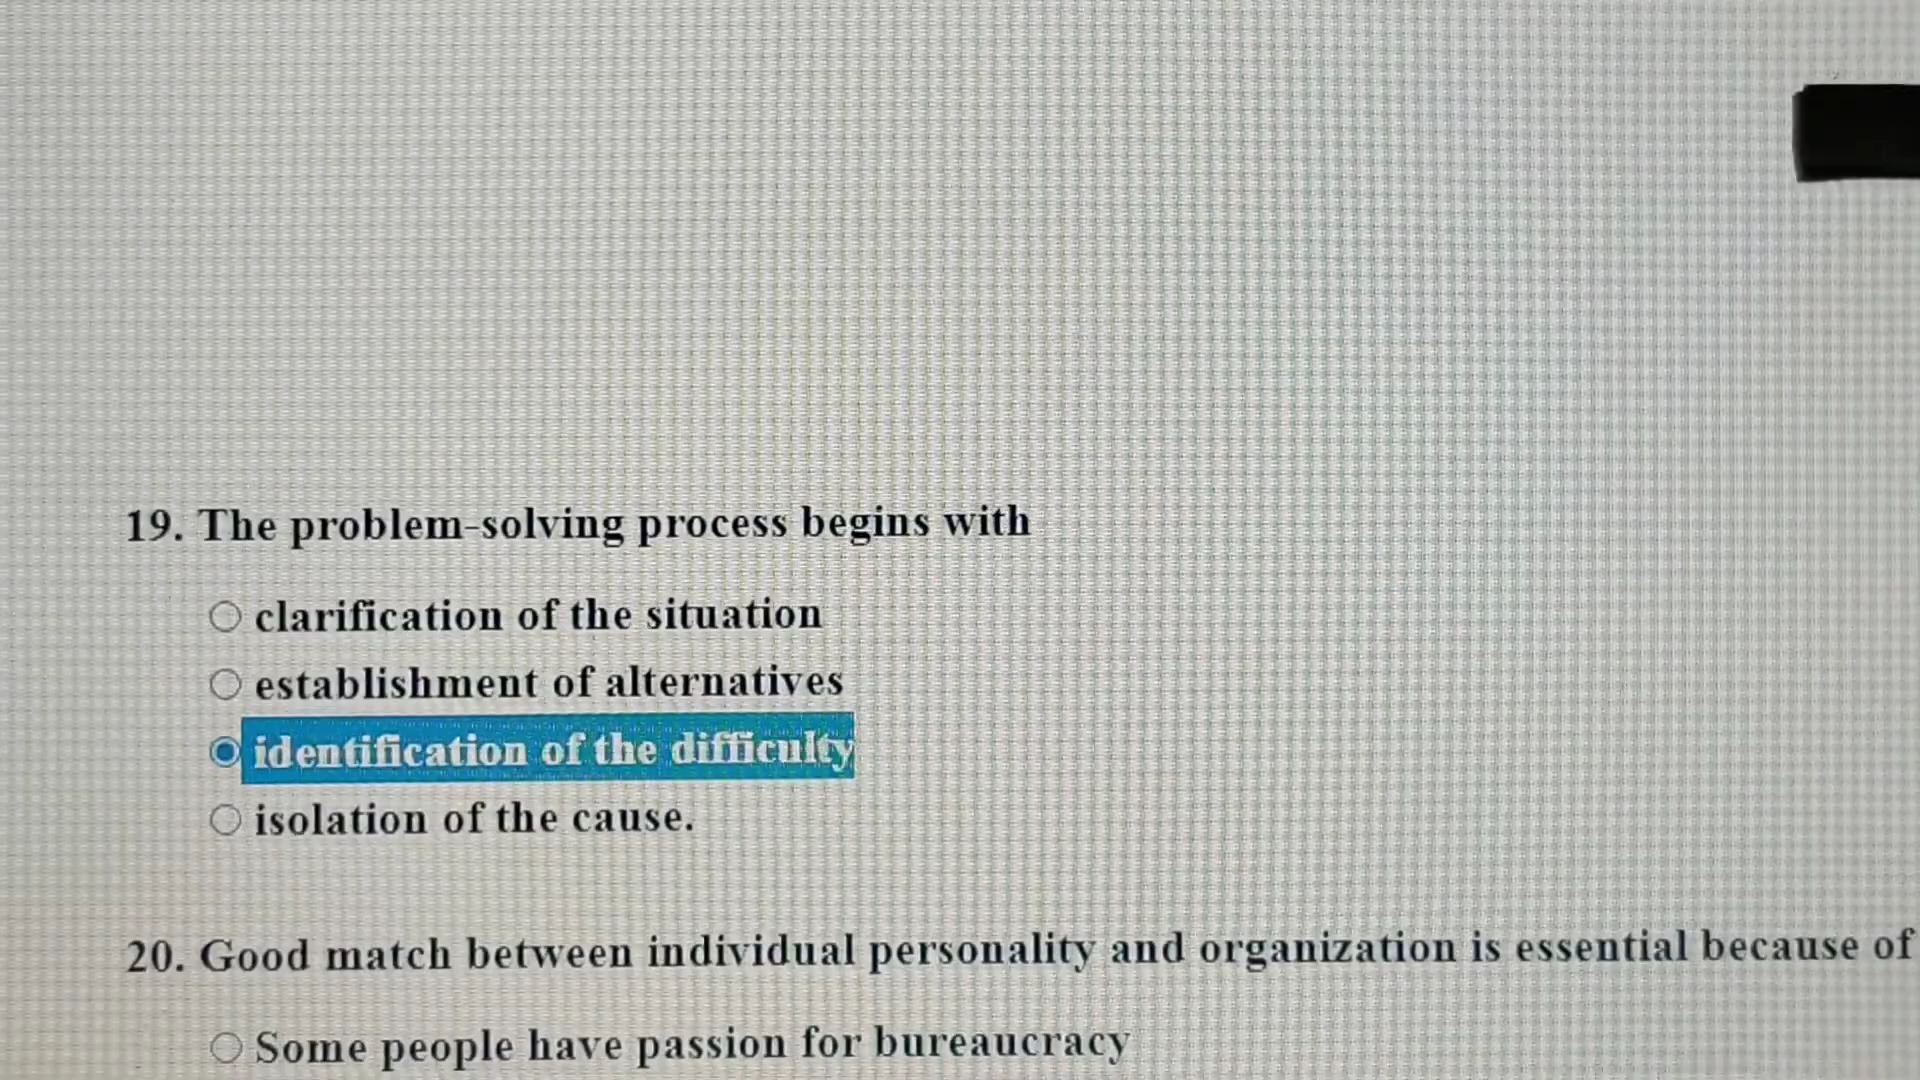 19. The problem-solving process begins with
clarification of the situation
establishment of alternatives
identification of the difficulty
isolation of the cause.
20. Good match between individual personality and organization is essential because of
Some people have passion for bureaucracy